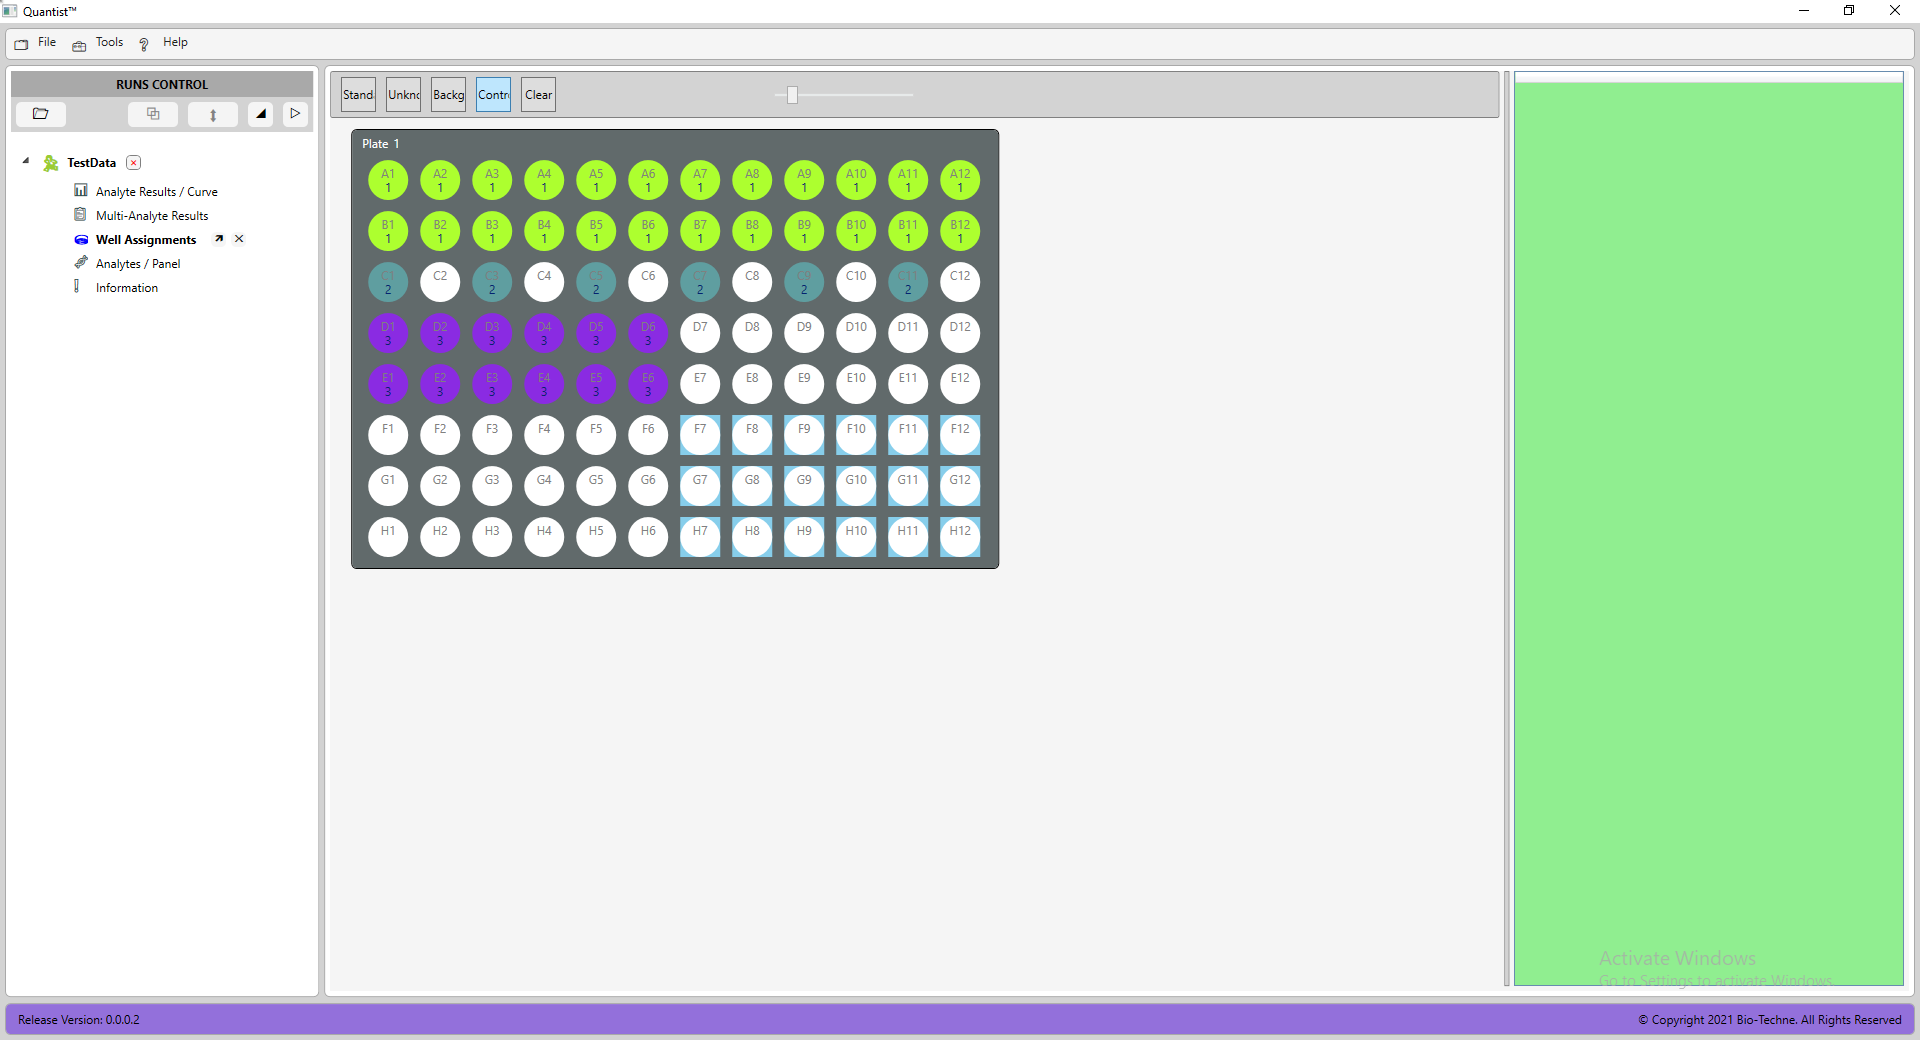 Quantist™
File Tools Help
RUNS CONTROL
TestData
Analyte Results / Curve
Multi-Analyte Results
Well Assignments
Analytes / Panel
Information
Stand Unkno Backg Contro Clear
Plate 1
A1 A2 A3 A4 A5 A6 A7 A8 A9 A10 A11 A12
1 1 1 1 1 1 1 1 1 1 1 1
B1 B2 B3 B4 B5 B6 B7 B8 B9 B10 B11 B12
1 1 1 1 1 1 1 1 1 1 1 1
C1 C2 C3 C4 C5 C6 C7 C8 C9 C10 C11 C12
2 2 2 2 2 2
D1 D2 D3 D4 D5 D6 D7 D8 D9 D10 D11 D12
3 3 3 3 3 3
E1 E2 E3 E4 E5 E6 E7 E8 E9 E10 E11 E12
3 3 3 3 3 3
F1 F2 F3 F4 F5 F6 F7 F8 F9 F10 F11 F12
G1 G2 G3 G4 G5 G6 G7 G8 G9 G10 G11 G12
H1 H2 H3 H4 H5 H6 H7 H8 H9 H10 H11 H12
Activate Windows
Go to Settings to activate Windows.
Release Version: 0.0.0.2
© Copyright 2021 Bio-Techne. All Rights Reserved